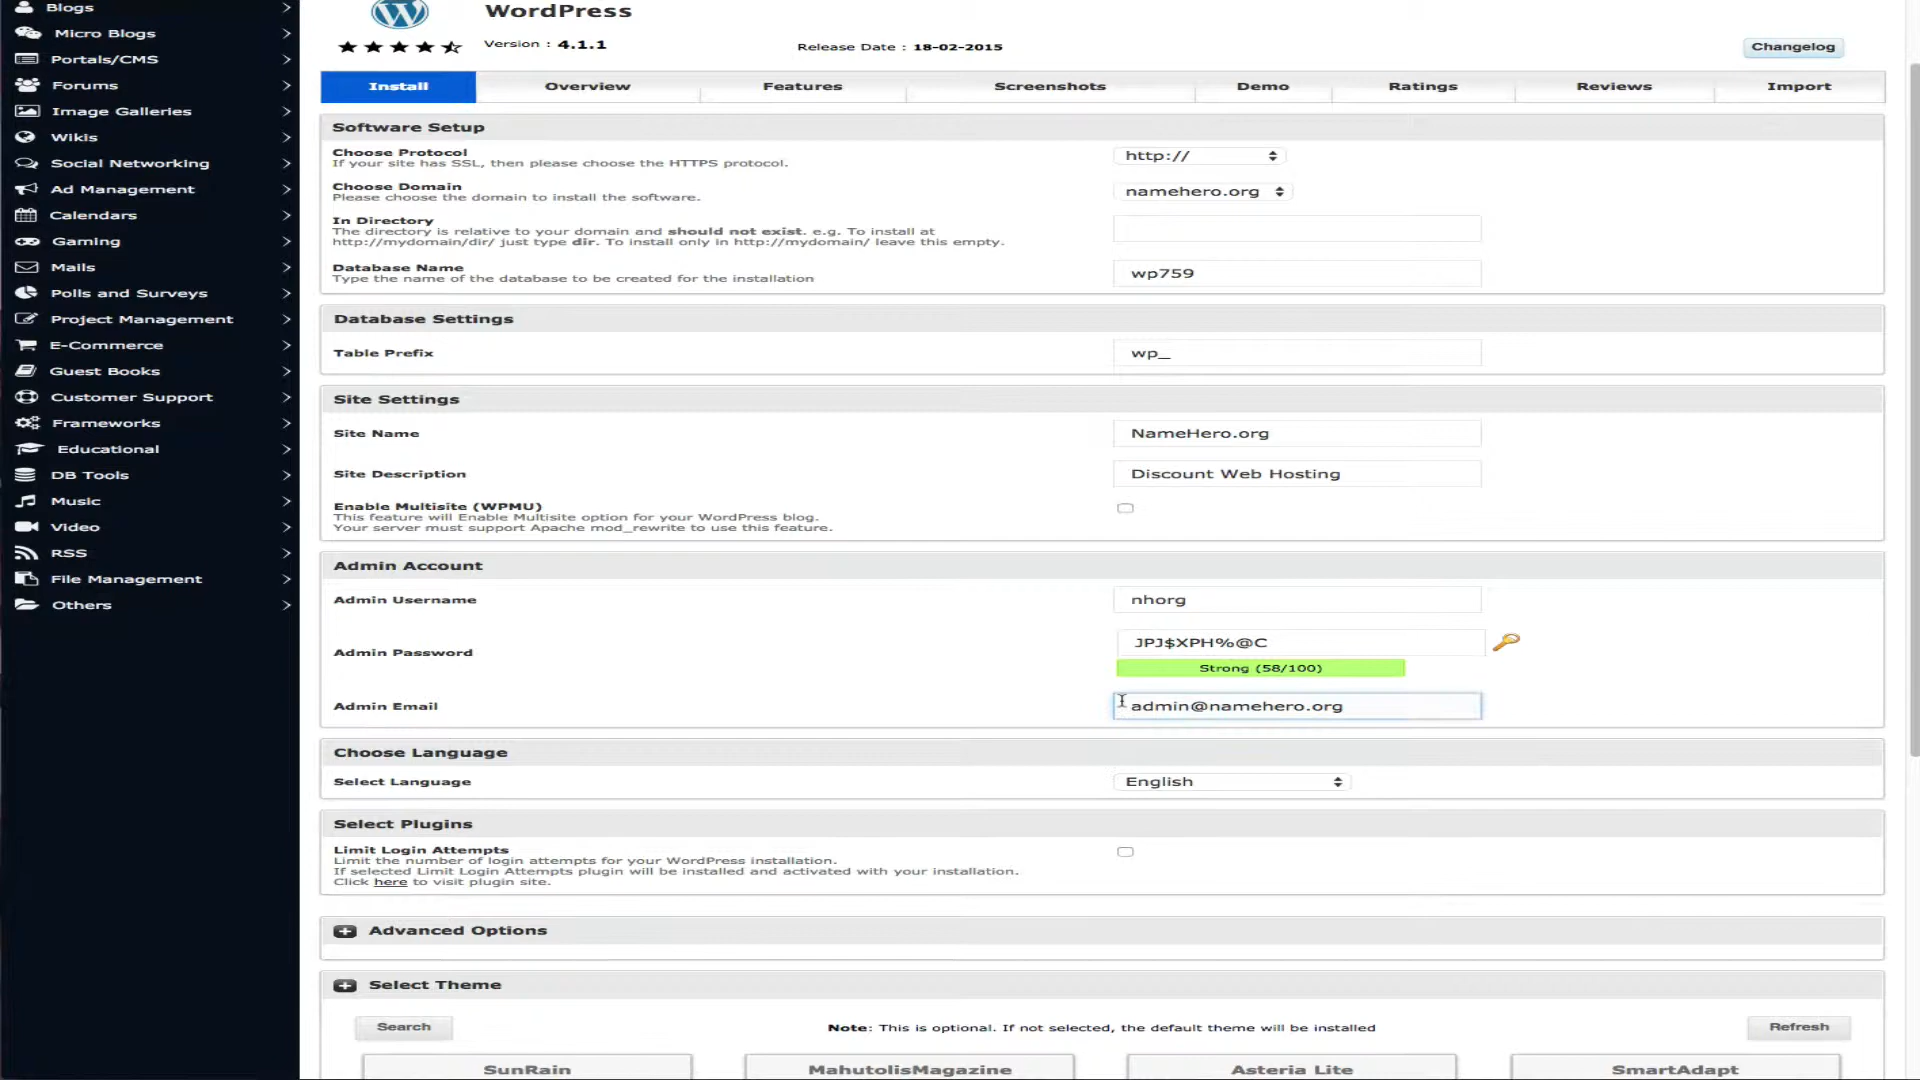 Blogs
Micro Blogs
Portals/CMS
Forums
Image Galleries
Wikis
Social Networking
Ad Management
Calendars
Gaming
Mails
Polls and Surveys
Project Management
E-Commerce
Guest Books
Customer Support
Frameworks
Educational
DB Tools
Music
Video
RSS
File Management
Others
WordPress
Version : 4.1.1
Release Date : 18-02-2015
Changelog
Install Overview Features Screenshots Demo Ratings Reviews Import
Software Setup
Choose Protocol
If your site has SSL, then please choose the HTTPS protocol.
http://
Choose Domain
Please choose the domain to install the software.
namehero.org
In Directory
The directory is relative to your domain and should not exist. e.g. To install at
http://mydomain/dir/ just type dir. To install only in http://mydomain/ leave this empty.
Database Name
Type the name of the database to be created for the installation
wp759
Database Settings
Table Prefix
wp_
Site Settings
Site Name
NameHero.org
Site Description
Discount Web Hosting
Enable Multisite (WPMU)
This feature will Enable Multisite option for your WordPress blog.
Your server must support Apache mod_rewrite to use this feature.
Admin Account
Admin Username
nhorg
Admin Password
JPJ$XPH%@C
Strong (58/100)
Admin Email
admin@namehero.org
Choose Language
Select Language
English
Select Plugins
Limit Login Attempts
Limit the number of login attempts for your WordPress installation.
If selected Limit Login Attempts plugin will be installed and activated with your installation.
Click here to visit plugin site.
Advanced Options
Select Theme
Search
Note: This is optional. If not selected, the default theme will be installed
Refresh
SunRain
MahutolisMagazine
Asteria Lite
SmartAdapt